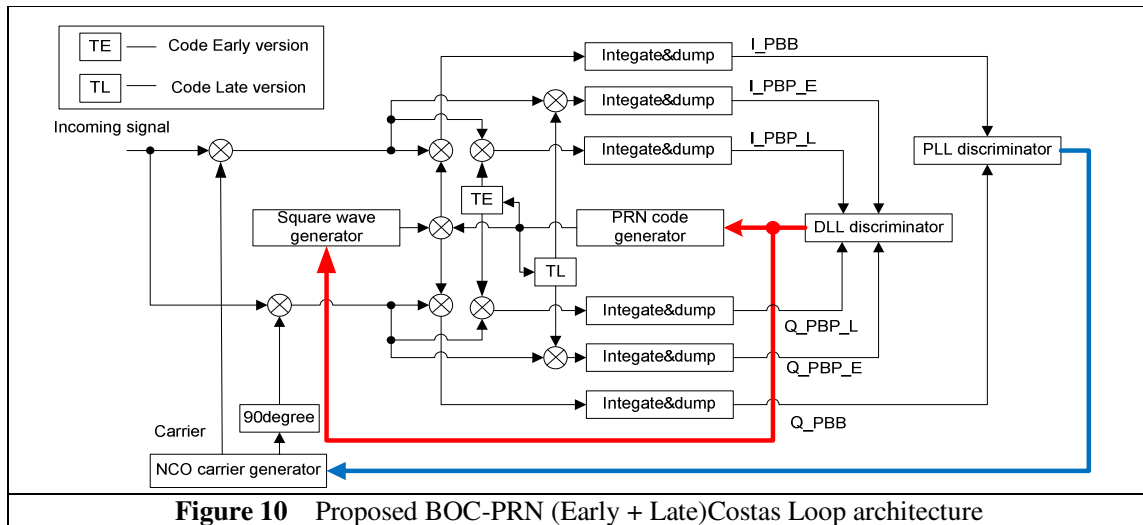 TE
Code Early version
TL
Code Late version
Incoming signal
Integate&dump
I_PBB
Integate&dump
I_PBP_E
Integate&dump
I_PBP_L
PLL discriminator
TE
Square wave
generator
PRN code
generator
DLL discriminator
TL
Integate&dump
Q_PBP_L
Integate&dump
Q_PBP_E
Integate&dump
Q_PBB
90degree
Carrier
NCO carrier generator
Figure 10 Proposed BOC-PRN (Early + Late)Costas Loop architecture